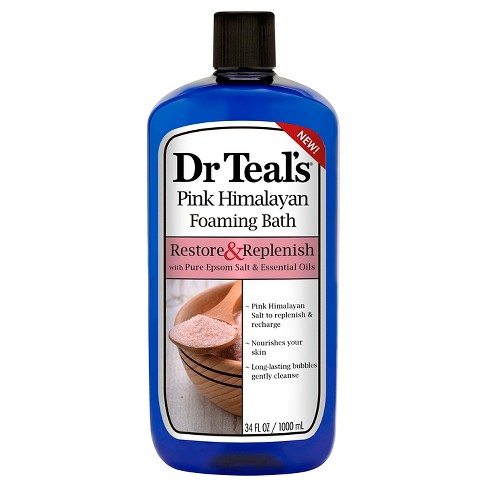 NEW!
Dr Teal's®
Pink Himalayan
Foaming Bath
Restore&Replenish
with Pure Epsom Salt & Essential Oils
~ Pink Himalayan
Salt to replenish &
recharge
~ Nourishes your
skin
~ Long-lasting bubbles
gently cleanse
34 FL OZ / 1000 mL